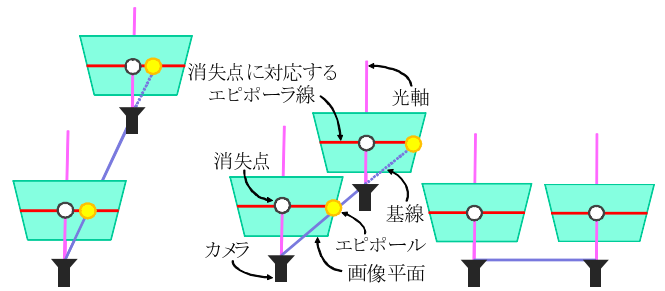 消失点に対応する
エピポーラ線
光軸
消失点
基線
エピポール
カメラ
画像平面